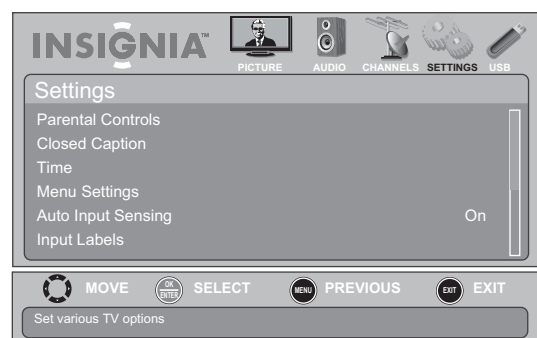 INSIGNIA™
PICTURE AUDIO CHANNELS SETTINGS USB
Settings
Parental Controls
Closed Caption
Time
Menu Settings
Auto Input Sensing On
Input Labels
MOVE OK ENTER SELECT MENU PREVIOUS EXIT EXIT
Set various TV options